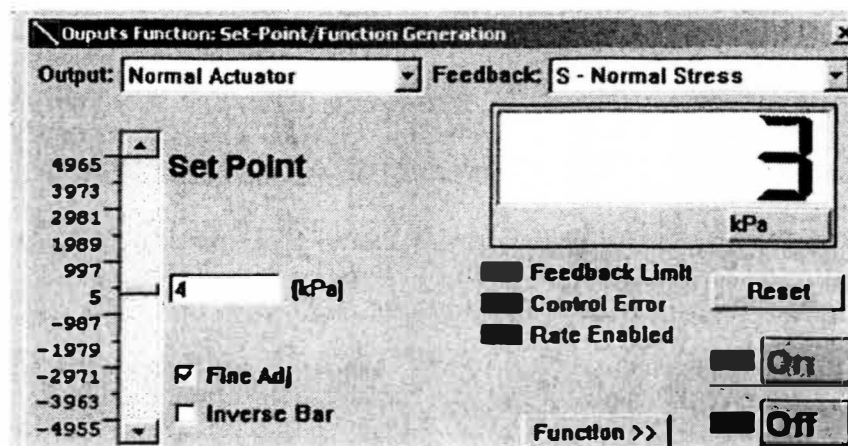 Ouputs Function: Set-Point/Function Generation
Output: Normal Actuator Feedback: S - Normal Stress
3
kPa
Set Point
4965
3973
2981
1989
997
5
-987
-1979
-2971
-3963
-4955
4 (kPa)
Fine Adj
Inverse Bar
Feedback Limit
Control Error
Rate Enabled
Reset
On
Off
Function >>